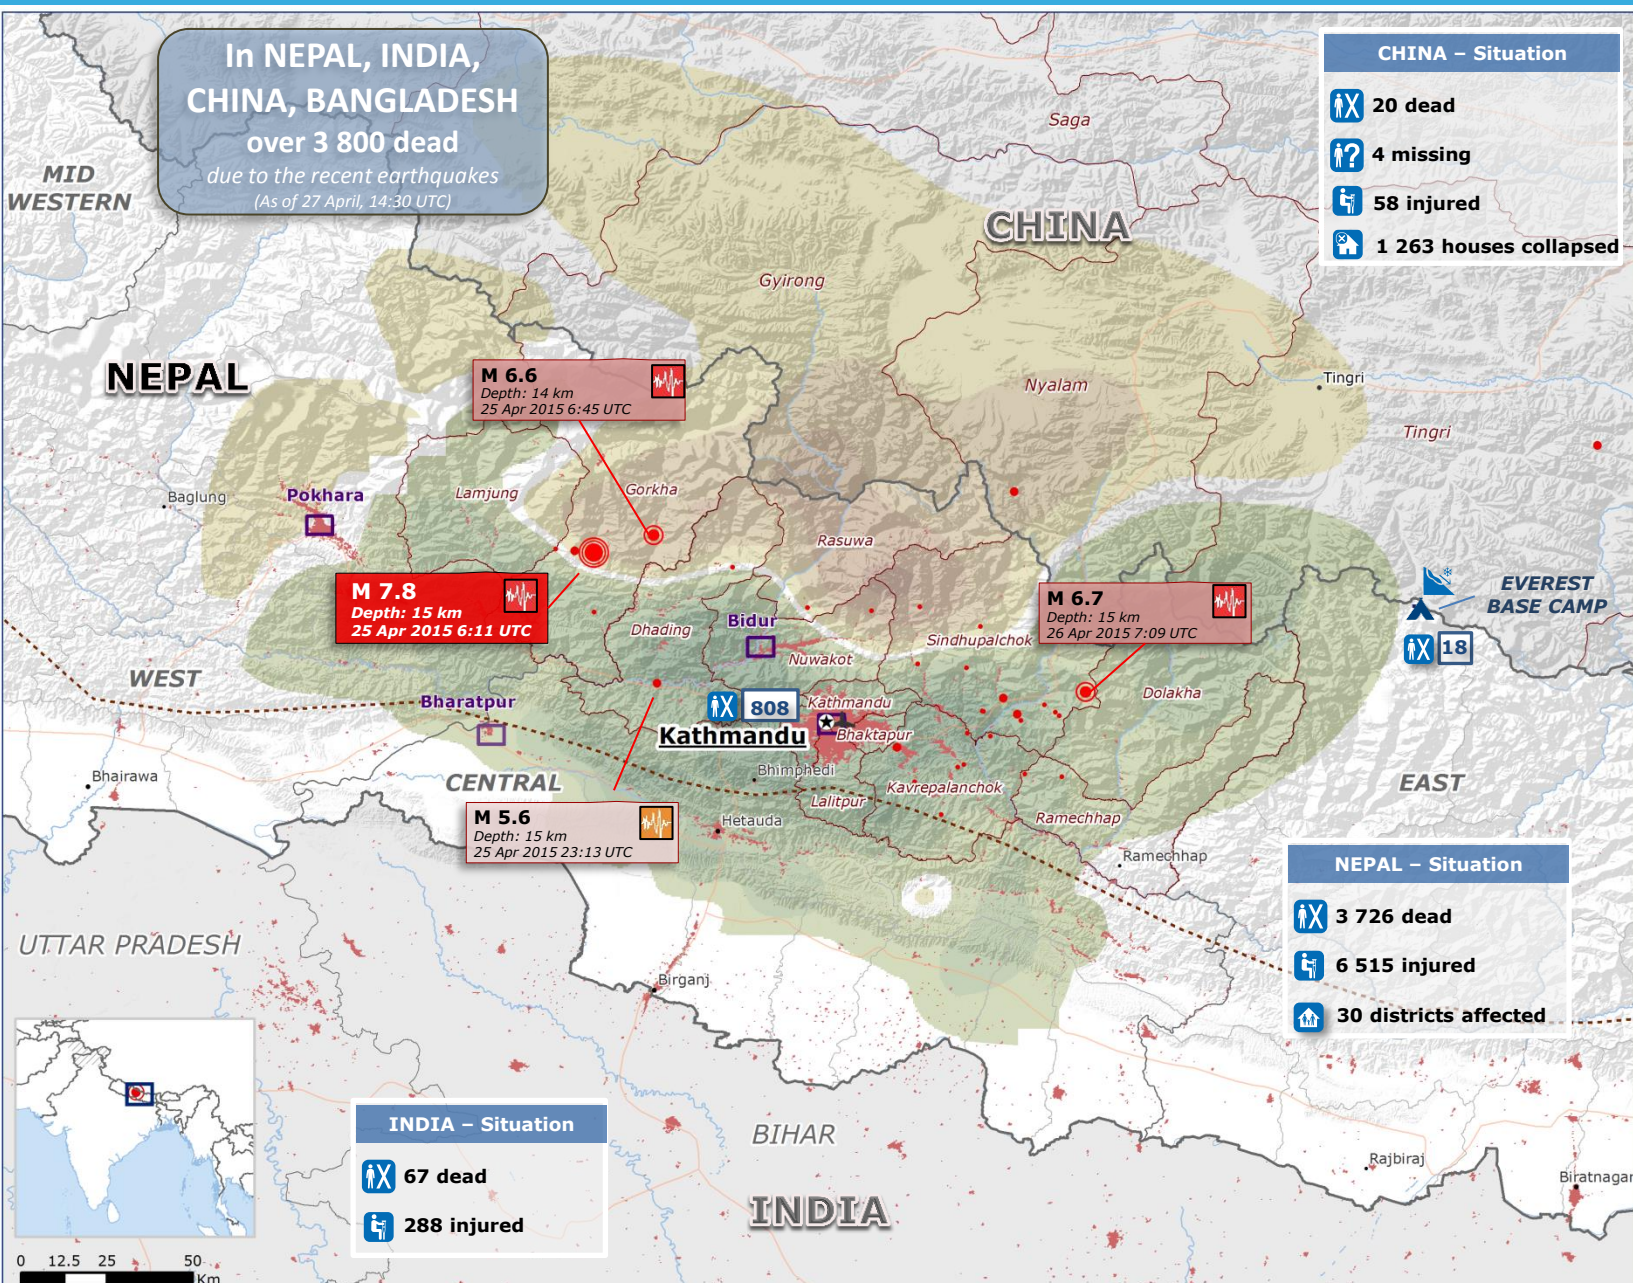 In NEPAL, INDIA,
CHINA, BANGLADESH
over 3 800 dead
due to the recent earthquakes
(As of 27 April, 14:30 UTC)
CHINA – Situation
20 dead
4 missing
58 injured
1 263 houses collapsed
MID
WESTERN
Saga
CHINA
Gyirong
NEPAL
M 6.6
Depth: 14 km
25 Apr 2015 6:45 UTC
Nyalam
Tingri
Tingri
Baglung
Pokhara
Lamjung
Gorkha
Rasuwa
M 7.8
Depth: 15 km
25 Apr 2015 6:11 UTC
M 6.7
Depth: 15 km
26 Apr 2015 7:09 UTC
EVEREST
BASE CAMP
18
Dhading
Bidur
Nuwakot
Sindhupalchok
WEST
Bharatpur
808
Kathmandu
Kathmandu
Bhaktapur
Dolakha
Bhairawa
CENTRAL
Bhimphedi
Lalitpur
Kavrepalanchok
EAST
M 5.6
Depth: 15 km
25 Apr 2015 23:13 UTC
Hetauda
Ramechhap
Ramechhap
NEPAL – Situation
3 726 dead
6 515 injured
30 districts affected
UTTAR PRADESH
Birganj
INDIA – Situation
67 dead
288 injured
BIHAR
INDIA
Rajbiraj
Biratnagar
0 12.5 25 50
Km